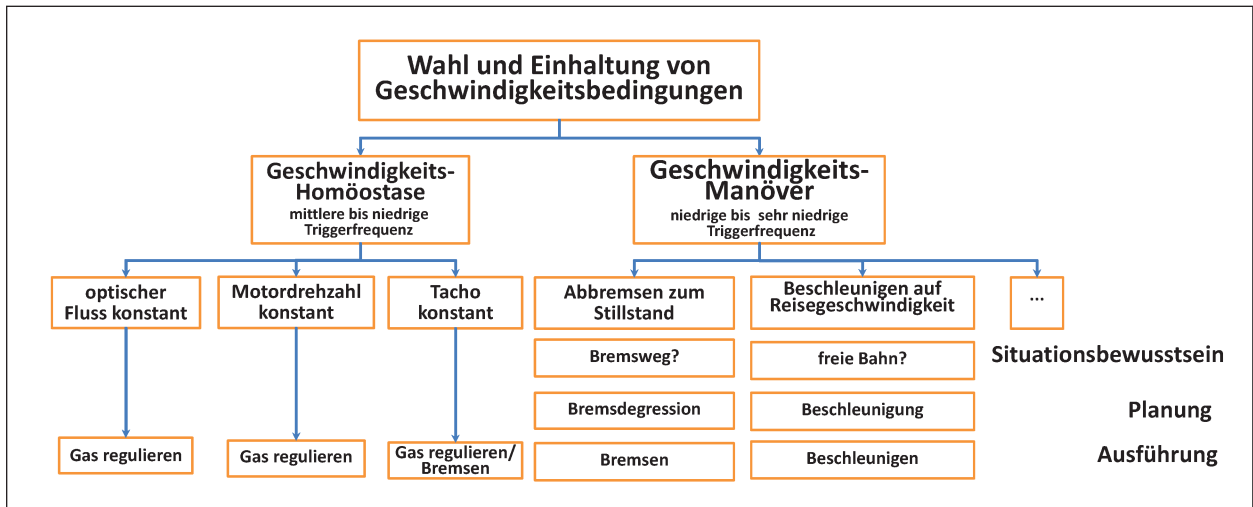 Wahl und Einhaltung von
Geschwindigkeitsbedingungen
Geschwindigkeits-
Homöostase
mittlere bis niedrige
Triggerfrequenz
Geschwindigkeits-
Manöver
niedrige bis sehr niedrige
Triggerfrequenz
optischer
Fluss konstant
Motordrehzahl
konstant
Tacho
konstant
Abbremsen zum
Stillstand
Beschleunigen auf
Reisegeschwindigkeit
...
Bremsweg?
freie Bahn?
Situationsbewusstsein
Bremsdegression
Beschleunigung
Planung
Gas regulieren
Gas regulieren
Gas regulieren/
Bremsen
Bremsen
Beschleunigen
Ausführung